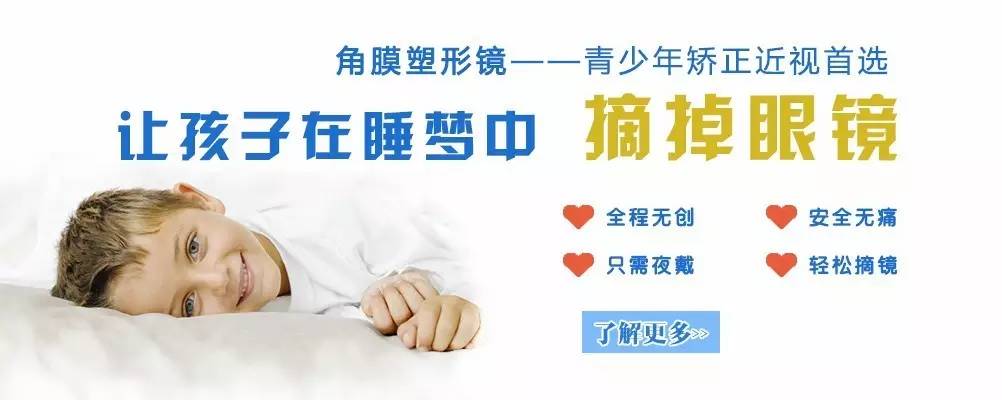 角膜塑形镜——青少年矫正近视首选
让孩子在睡梦中 摘掉眼镜
全程无创 安全无痛
只需夜戴 轻松摘镜
了解更多>>